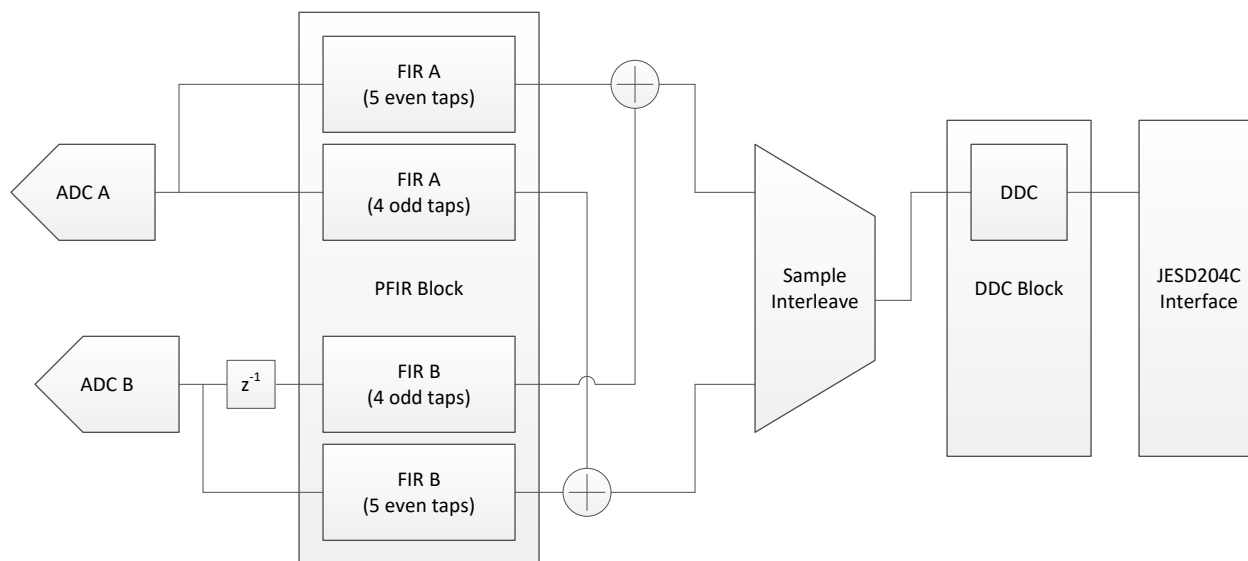 FIR A
(5 even taps)
ADC A
FIR A
(4 odd taps)
PFIR Block
ADC B
z-1
FIR B
(4 odd taps)
FIR B
(5 even taps)
Sample
Interleave
DDC
DDC Block
JESD204C
Interface